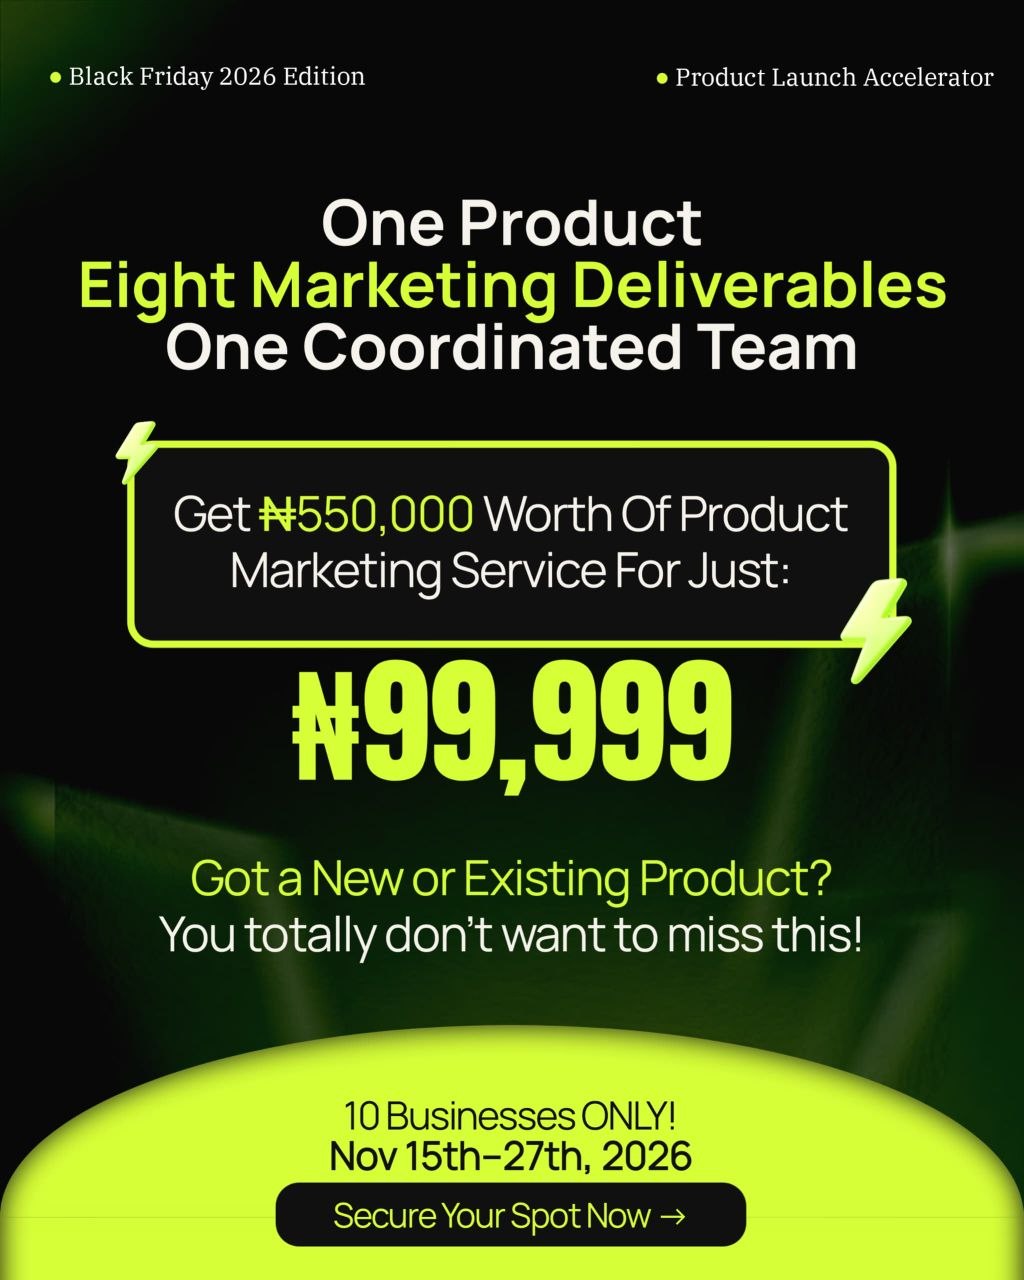 Black Friday 2026 Edition
Product Launch Accelerator
One Product
Eight Marketing Deliverables
One Coordinated Team
Get ₦550,000 Worth Of Product
Marketing Service For Just:
₦99,999
Got a New or Existing Product?
You totally don’t want to miss this!
10 Businesses ONLY!
Nov 15th–27th, 2026
Secure Your Spot Now →